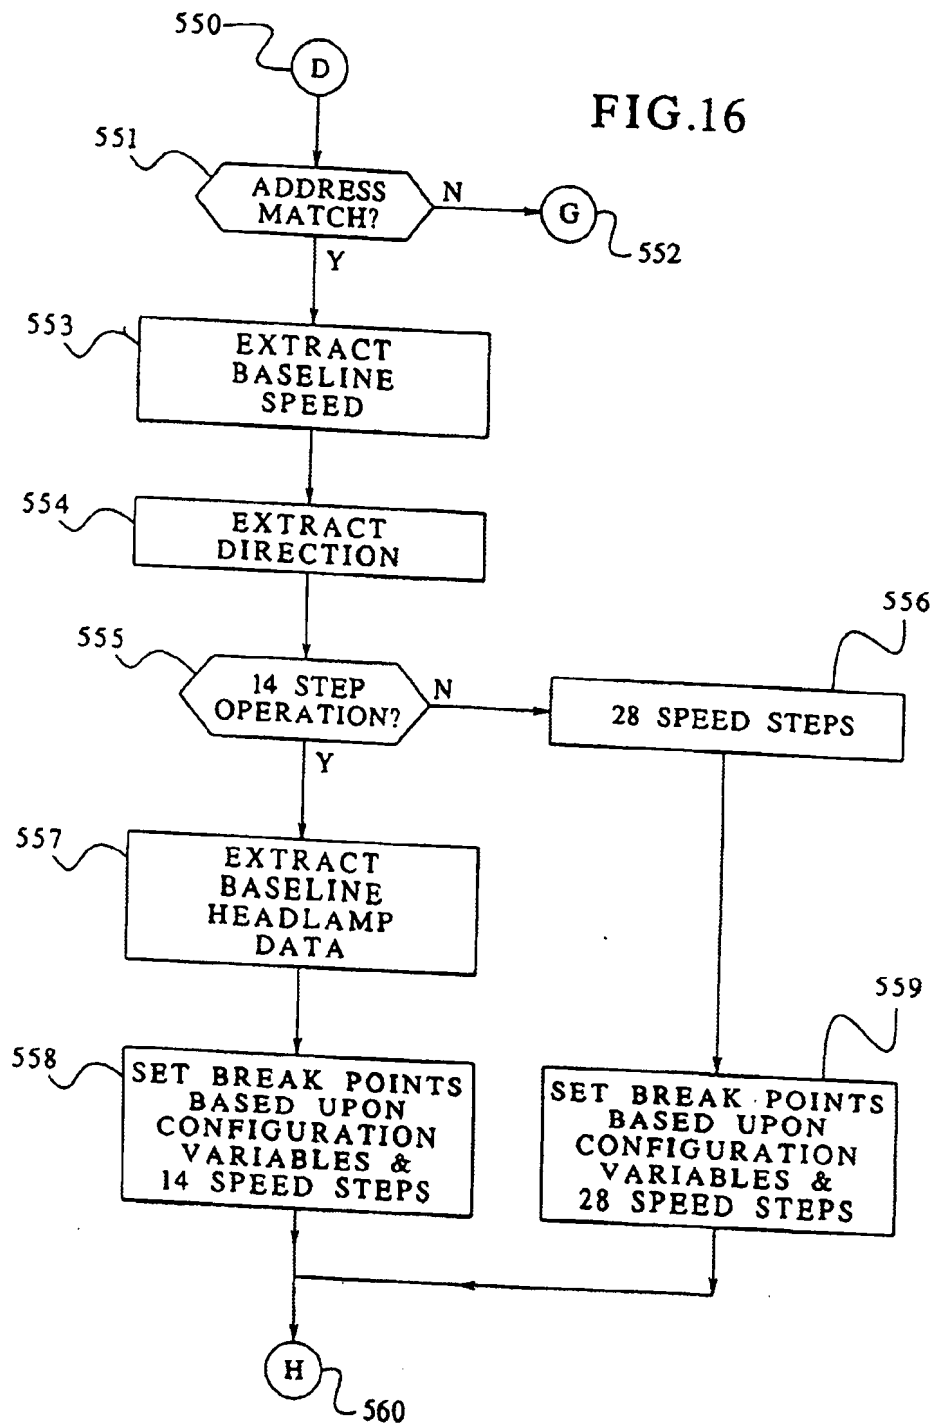 550
D
FIG.16
551
ADDRESS
MATCH?
N
G
552
Y
553
EXTRACT
BASELINE
SPEED
554
EXTRACT
DIRECTION
555
14 STEP
OPERATION?
N
556
28 SPEED STEPS
Y
557
EXTRACT
BASELINE
HEADLAMP
DATA
558
SET BREAK POINTS
BASED UPON
CONFIGURATION
VARIABLES &
14 SPEED STEPS
559
SET BREAK POINTS
BASED UPON
CONFIGURATION
VARIABLES &
28 SPEED STEPS
H
560